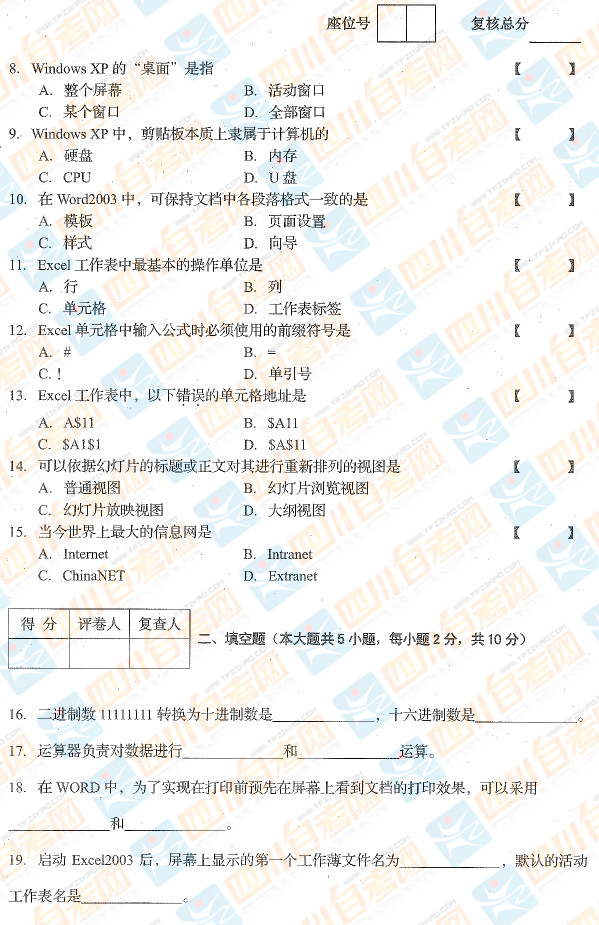 座位号 复核总分
8. Windows XP 的“桌面”是指 【 】
A. 整个屏幕 B. 活动窗口
C. 某个窗口 D. 全部窗口
9. Windows XP 中，剪贴板本质上隶属于计算机的 【 】
A. 硬盘 B. 内存
C. CPU D. U 盘
10. 在 Word2003 中，可保持文档中各段落格式一致的是 【 】
A. 模板 B. 页面设置
C. 样式 D. 向导
11. Excel 工作表中最基本的操作单位是 【 】
A. 行 B. 列
C. 单元格 D. 工作表标签
12. Excel 单元格中输入公式时必须使用的前缀符号是 【 】
A. # B. =
C. ! D. 单引号
13. Excel 工作表中，以下错误的单元格地址是 【 】
A. A$11 B. $A11
C. $A1$1 D. $A$11
14. 可以依据幻灯片的标题或正文对其进行重新排列的视图是 【 】
A. 普通视图 B. 幻灯片浏览视图
C. 幻灯片放映视图 D. 大纲视图
15. 当今世界上最大的信息网是 【 】
A. Internet B. Intranet
C. ChinaNET D. Extranet
得 分 评卷人 复查人
二、填空题（本大题共 5 小题，每小题 2 分，共 10 分）
16. 二进制数 11111111 转换为十进制数是____________，十六进制数是____________。
17. 运算器负责对数据进行____________和____________运算。
18. 在 WORD 中，为了实现在打印前预先在屏幕上看到文档的打印效果，可以采用
____________和____________。
19. 启动 Excel2003 后，屏幕上显示的第一个工作薄文件名为____________，默认的活动
工作表名是____________。